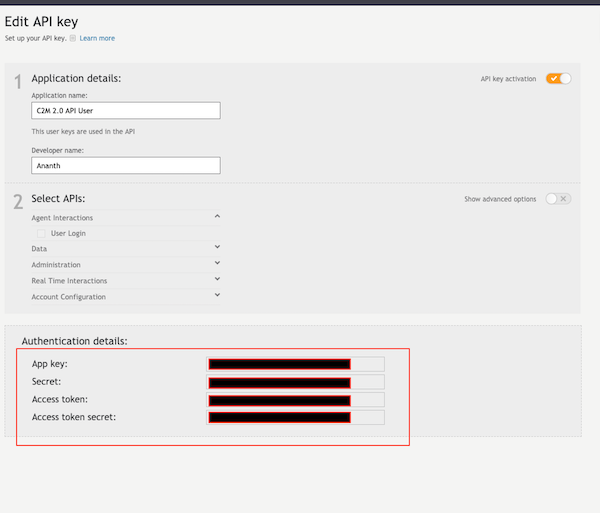 Edit API key
Set up your API key. Learn more
1 Application details:
API key activation
Application name:
C2M 2.0 API User
This user keys are used in the API
Developer name:
Ananth
2 Select APIs:
Show advanced options
Agent Interactions
User Login
Data
Administration
Real Time Interactions
Account Configuration
Authentication details:
App key:
Secret:
Access token:
Access token secret: